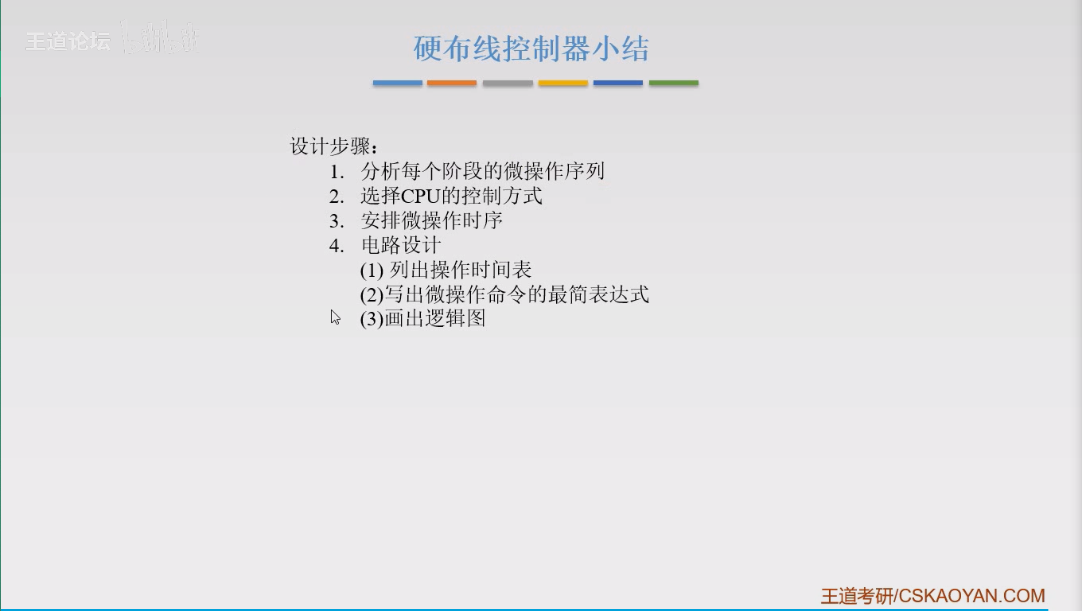 王道论坛 bilibili
硬布线控制器小结
设计步骤：
1. 分析每个阶段的微操作序列
2. 选择CPU的控制方式
3. 安排微操作时序
4. 电路设计
(1) 列出操作时间表
(2)写出微操作命令的最简表达式
(3)画出逻辑图
王道考研/CSKAOYAN.COM